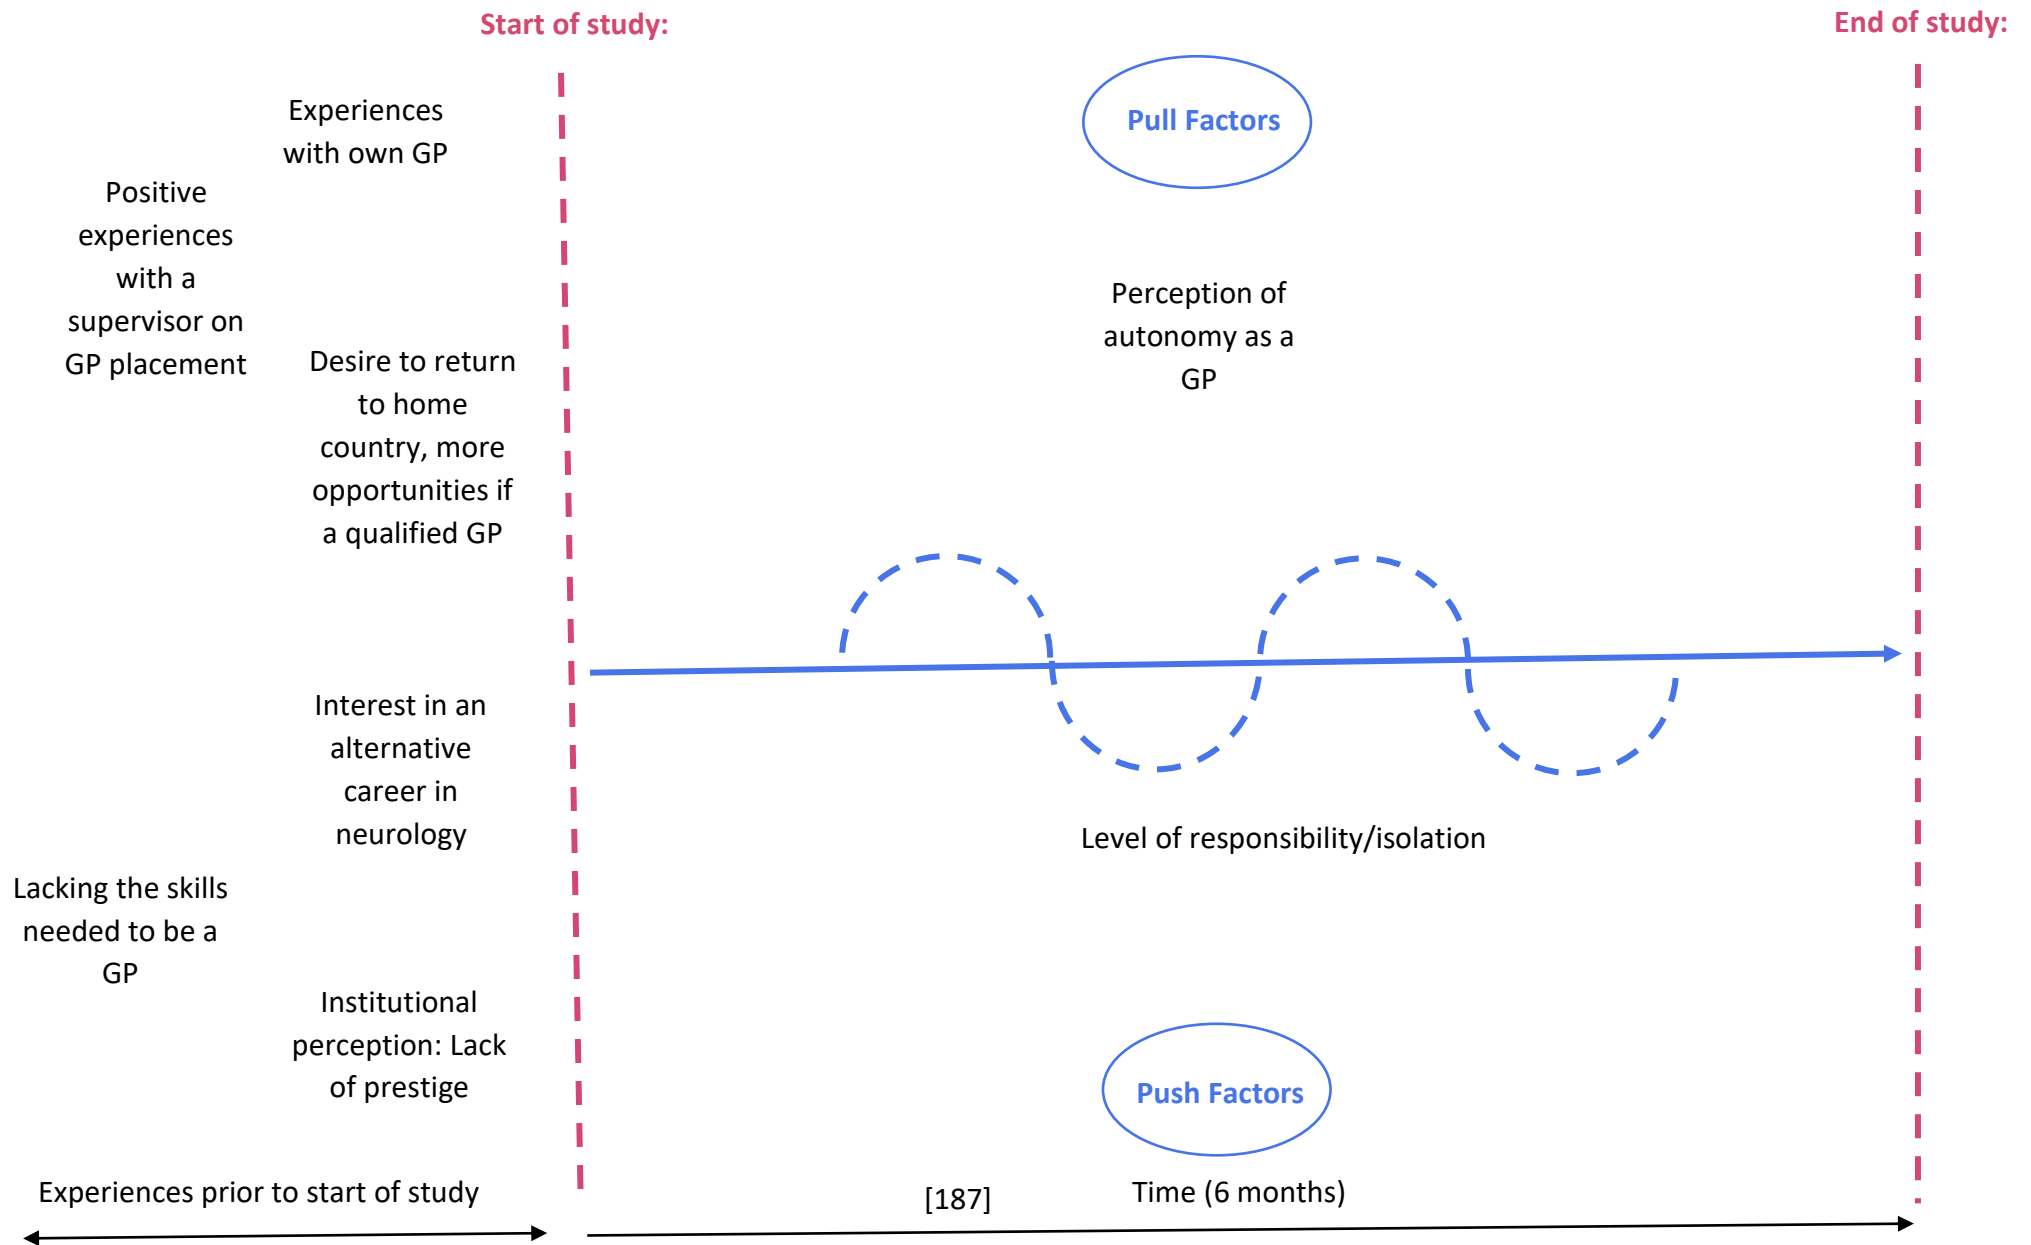 Start of study:
End of study:
Experiences
with own GP
Pull Factors
Positive
experiences
with a
supervisor on
GP placement
Perception of
autonomy as a
GP
Desire to return
to home
country, more
opportunities if
a qualified GP
Interest in an
alternative
career in
neurology
Level of responsibility/isolation
Lacking the skills
needed to be a
GP
Institutional
perception: Lack
of prestige
Push Factors
Experiences prior to start of study
[187]
Time (6 months)